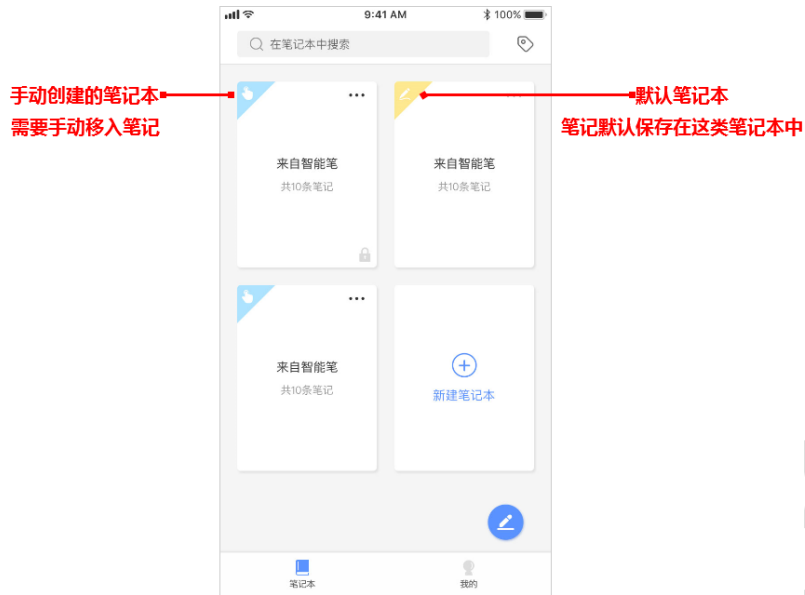 9:41 AM
100%
在笔记本中搜索
手动创建的笔记本
需要手动移入笔记
默认笔记本
笔记默认保存在这类笔记本中
来自智能笔
共10条笔记
来自智能笔
共10条笔记
来自智能笔
共10条笔记
新建笔记本
笔记本
我的